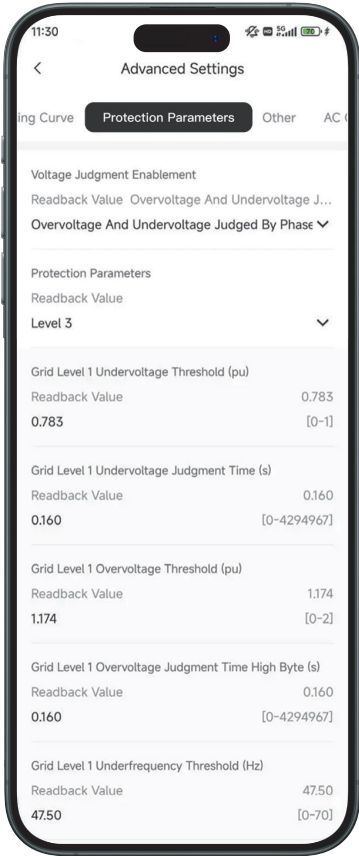 11:30
5G
70
Advanced Settings
ing Curve Protection Parameters Other AC
Voltage Judgment Enablement
Readback Value Overvoltage And Undervoltage J...
Overvoltage And Undervoltage Judged By Phase
Protection Parameters
Readback Value
Level 3
Grid Level 1 Undervoltage Threshold (pu)
Readback Value 0.783
0.783 [0-1]
Grid Level 1 Undervoltage Judgment Time (s)
Readback Value 0.160
0.160 [0-4294967]
Grid Level 1 Overvoltage Threshold (pu)
Readback Value 1.174
1.174 [0-2]
Grid Level 1 Overvoltage Judgment Time High Byte (s)
Readback Value 0.160
0.160 [0-4294967]
Grid Level 1 Underfrequency Threshold (Hz)
Readback Value 47.50
47.50 [0-70]